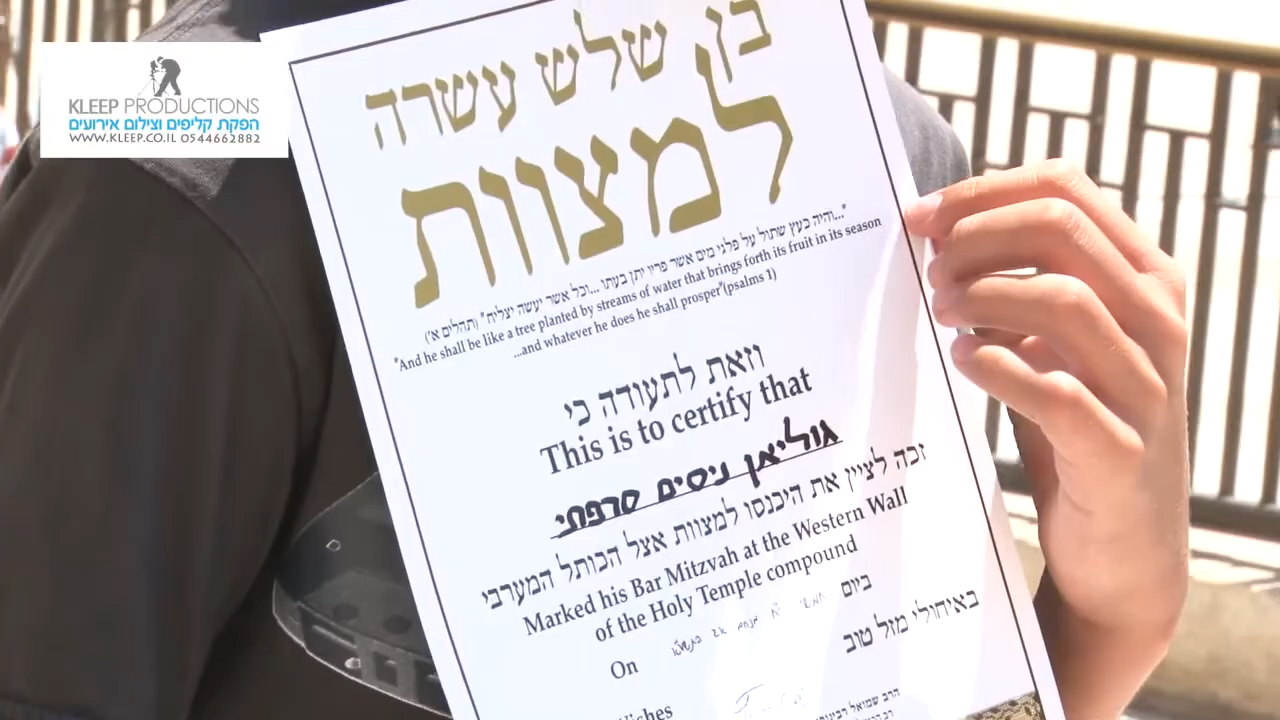 KLEEP PRODUCTIONS
הפקת קליפים וצילום אירועים
WWW.KLEEP.CO.IL 0544662882
בן שלש עשרה
למצוות
"...והיה כעץ שתול על פלגי מים אשר פריו יתן בעתו ...וכל אשר יעשה יצליח" (תהלים א')
"And he shall be like a tree planted by streams of water that brings forth its fruit in its season
...and whatever he does he shall prosper"(psalms 1)
וזאת לתעודה כי
This is to certify that
גוליאן ניסים סרפתי
זכה לציין את היכנסו למצוות אצל הכותל המערבי
Marked his Bar Mitzvah at the Western Wall
of the Holy Temple compound
ביום
On
באיחולי מזל טוב
הרב שמואל